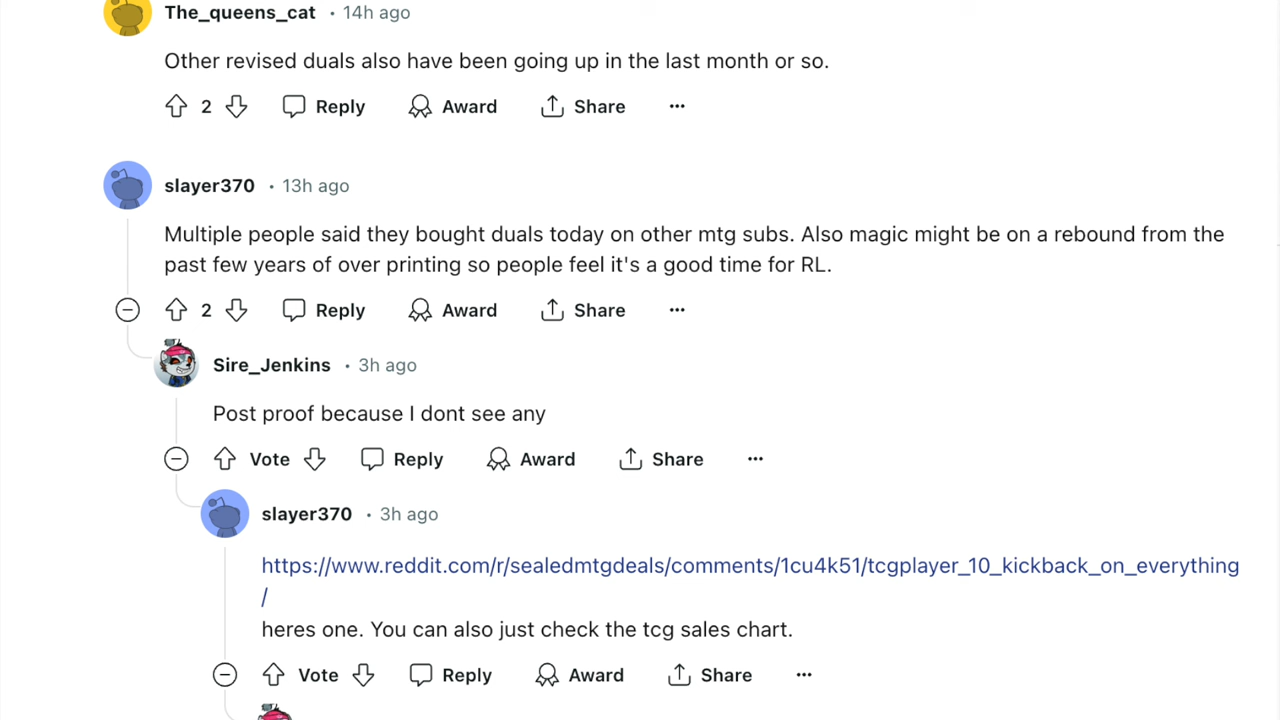 The_queens_cat • 14h ago
Other revised duals also have been going up in the last month or so.
2 Reply Award Share ...
slayer370 • 13h ago
Multiple people said they bought duals today on other mtg subs. Also magic might be on a rebound from the
past few years of over printing so people feel it's a good time for RL.
2 Reply Award Share ...
Sire_Jenkins • 3h ago
Post proof because I dont see any
Vote Reply Award Share ...
slayer370 • 3h ago
https://www.reddit.com/r/sealedmtgdeals/comments/1cu4k51/tcgplayer_10_kickback_on_everything
/
heres one. You can also just check the tcg sales chart.
Vote Reply Award Share ...